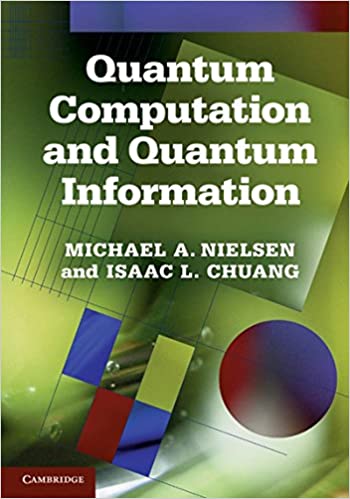 Quantum
Computation
and Quantum
Information
MICHAEL A. NIELSEN
and ISAAC L. CHUANG
CAMBRIDGE